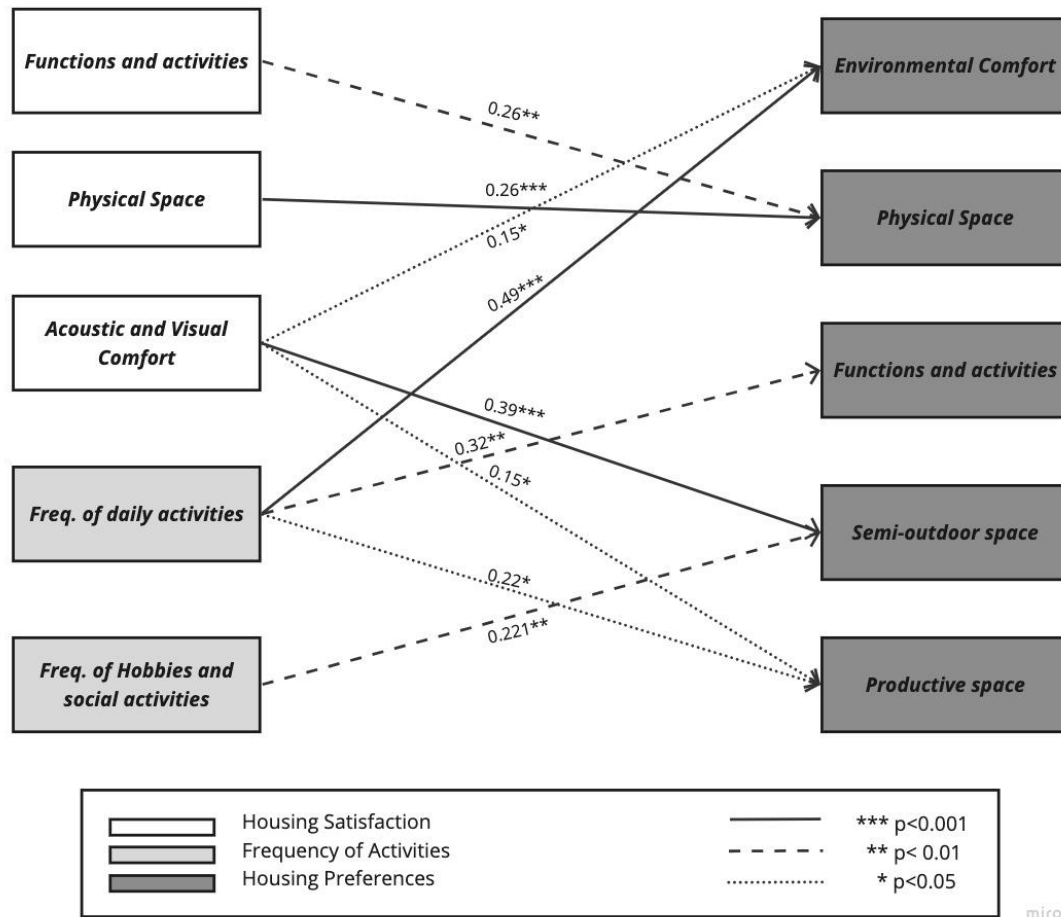 Functions and activities
Environmental Comfort
0.26**
Physical Space
0.26***
Physical Space
0.15*
0.49***
Acoustic and Visual
Comfort
Functions and activities
0.39***
0.32**
0.15*
Freq. of daily activities
Semi-outdoor space
0.22*
0.221**
Freq. of Hobbies and
social activities
Productive space
Housing Satisfaction
*** p<0.001
Frequency of Activities
** p< 0.01
Housing Preferences
* p<0.05
miro